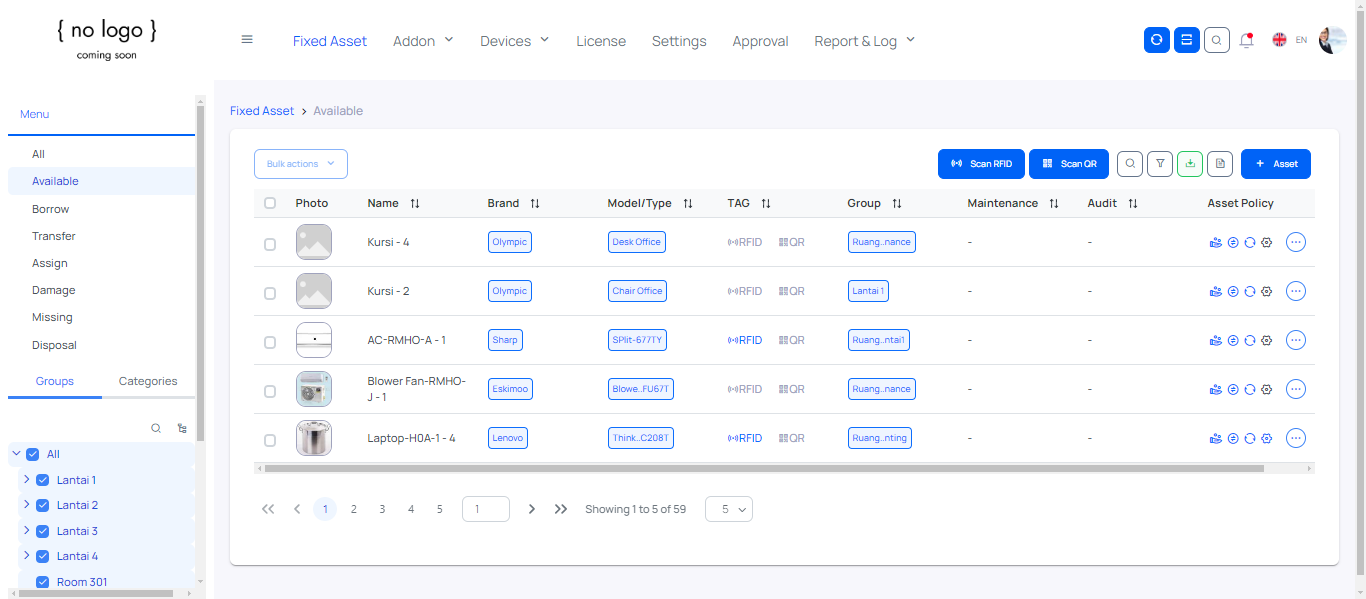 { no logo }
coming soon
Fixed Asset Addon Devices License Settings Approval Report & Log EN
Menu
All
Available
Borrow
Transfer
Assign
Damage
Missing
Disposal
Groups Categories
All
Lantai 1
Lantai 2
Lantai 3
Lantai 4
Room 301
Fixed Asset > Available
Bulk actions Scan RFID Scan QR + Asset
Photo Name Brand Model/Type TAG Group Maintenance Audit Asset Policy
Kursi - 4 Olympic Desk Office RFID QR Ruang..nance - -
Kursi - 2 Olympic Chair Office RFID QR Lantai 1 - -
AC-RMHO-A - 1 Sharp SPlit-677TY RFID QR Ruang..ntai1 - -
Blower Fan-RMHO-
J - 1 Eskimoo Blowe..FU67T RFID QR Ruang..nance - -
Laptop-H0A-1 - 4 Lenovo Think..C208T RFID QR Ruang..nting - -
1 2 3 4 5 1 Showing 1 to 5 of 59 5